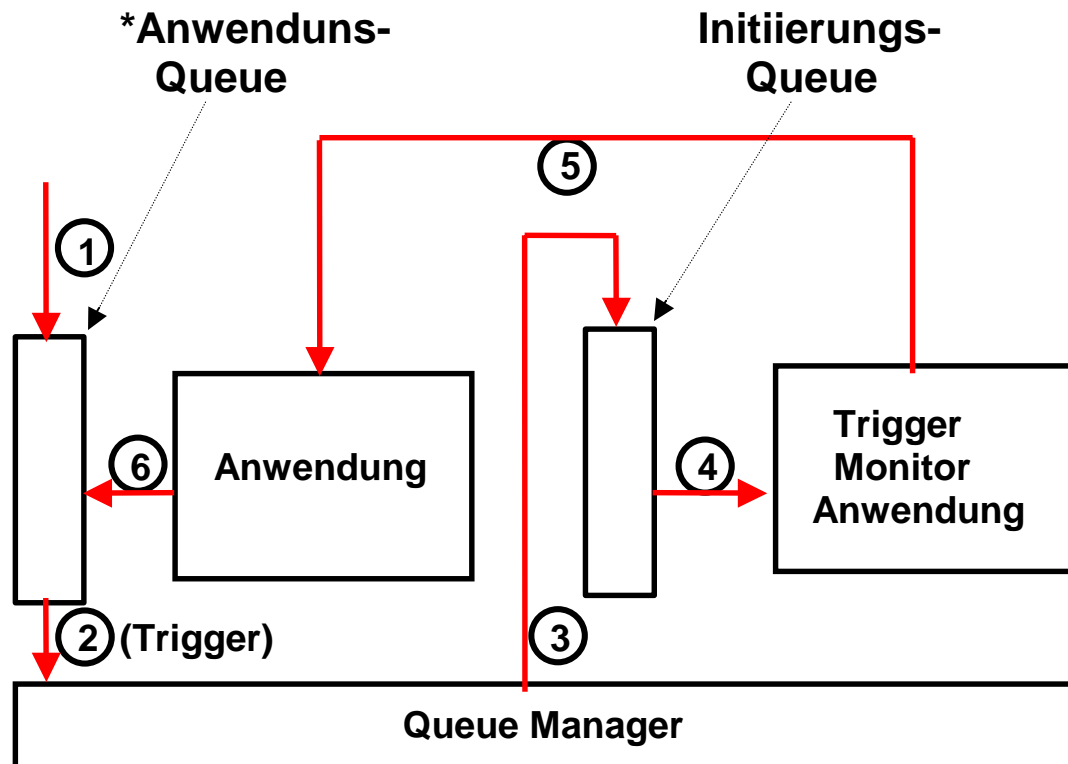 *Anwenduns-
Queue
Initiierungs-
Queue
5
1
6
Anwendung
4
Trigger
Monitor
Anwendung
2 (Trigger)
3
Queue Manager